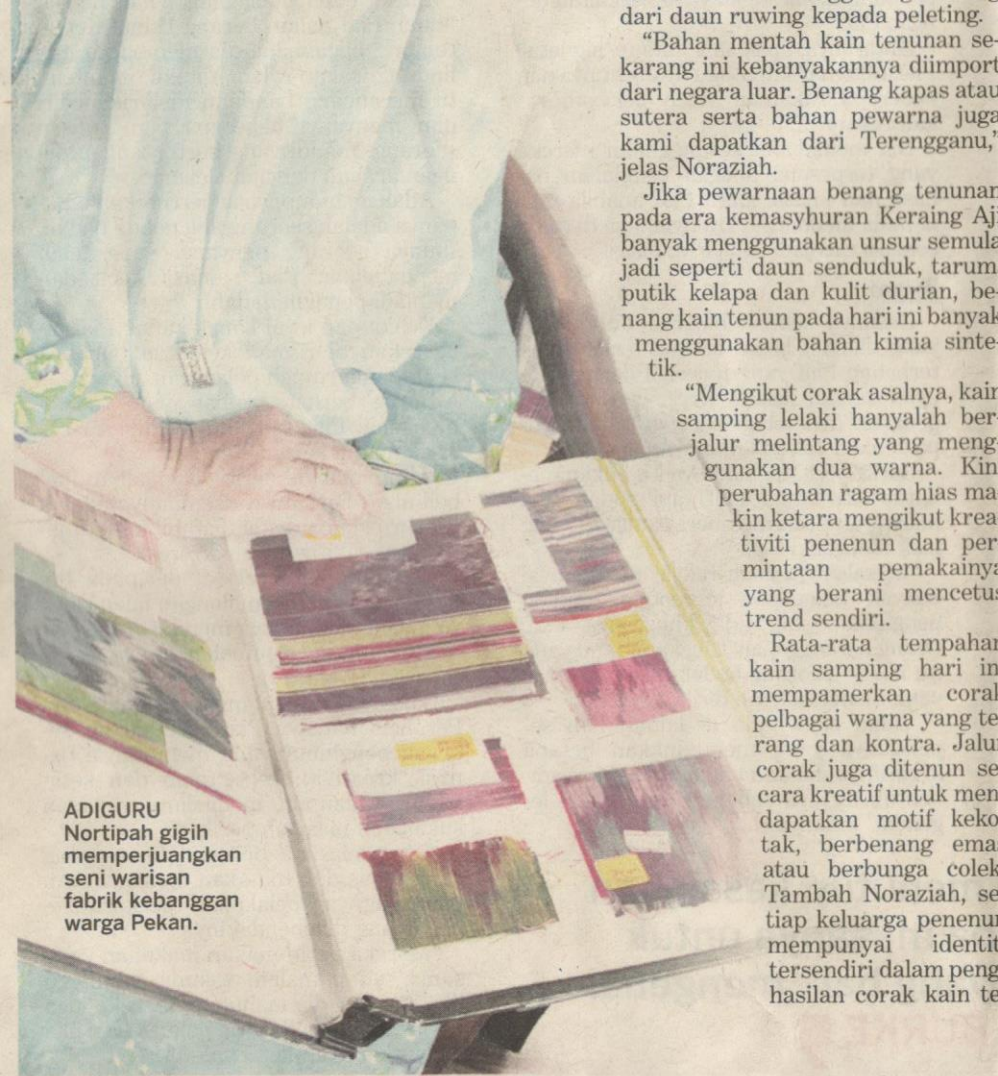 dari daun ruwing kepada peleting.
“Bahan mentah kain tenunan se-
karang ini kebanyakannya diimport
dari negara luar. Benang kapas atau
sutera serta bahan pewarna juga
kami dapatkan dari Terengganu,”
jelas Noraziah.
Jika pewarnaan benang tenunan
pada era kemasyhuran Keraing Aji
banyak menggunakan unsur semula
jadi seperti daun senduduk, tarum
putik kelapa dan kulit durian, be-
nang kain tenun pada hari ini banyak
menggunakan bahan kimia sinte-
tik.
“Mengikut corak asalnya, kain
samping lelaki hanyalah ber-
jalur melintang yang meng-
gunakan dua warna. Kin
perubahan ragam hias ma
kin ketara mengikut krea
tiviti penenun dan per
mintaan pemakainya
yang berani mencetus
trend sendiri.
Rata-rata tempahan
kain samping hari in
mempamerkan corak
pelbagai warna yang te
rang dan kontra. Jalur
corak juga ditenun se
cara kreatif untuk men
dapatkan motif keko
tak, berbenang emas
atau berbunga colek
Tambah Noraziah, se
tiap keluarga penenun
mempunyai identit
tersendiri dalam peng
hasilan corak kain te
ADIGURU
Nortipah gigih
memperjuangkan
seni warisan
fabrik kebanggan
warga Pekan.